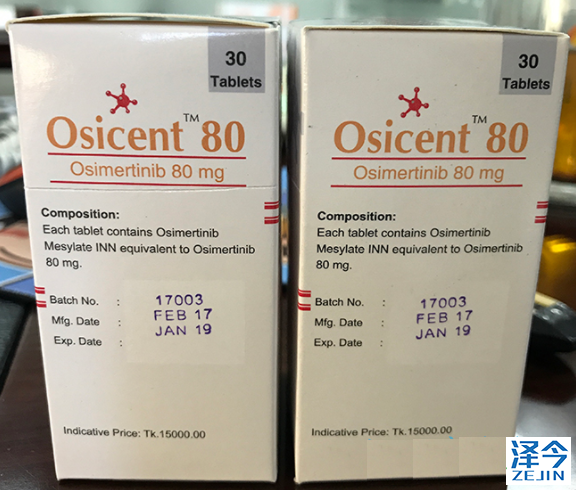 30
Tablets
Osicent™ 80
Osimertinib 80 mg
Composition:
Each tablet contains Osimertinib
Mesylate INN equivalent to Osimertinib
80 mg.
Batch No. : 17003
Mfg. Date : FEB 17
Exp. Date : JAN 19
Indicative Price: Tk.15000.00
30
Tablets
Osicent™ 80
Osimertinib 80 mg
Composition:
Each tablet contains Osimertinib
Mesylate INN equivalent to Osimertinib
80 mg.
Batch No. : 17003
Mfg. Date : FEB 17
Exp. Date : JAN 19
Indicative Price: Tk.15000.00
泽今
ZEJIN